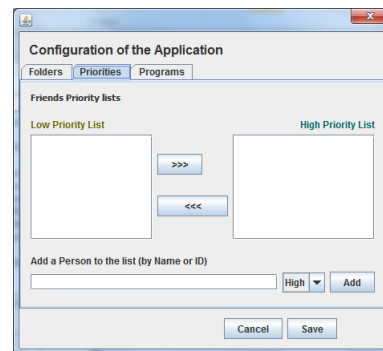 Configuration of the Application
Folders Priorities Programs
Friends Priority lists
Low Priority List High Priority List
>>>
<<<
Add a Person to the list (by Name or ID)
High Add
Cancel Save